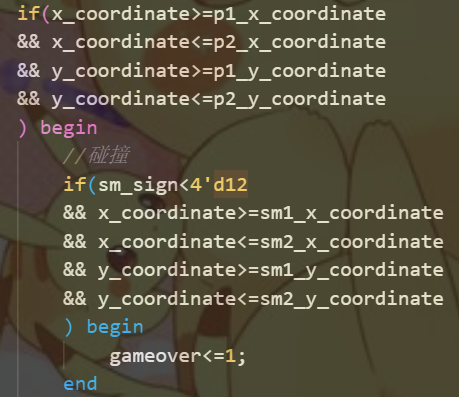 if(x_coordinate>=p1_x_coordinate
&& x_coordinate<=p2_x_coordinate
&& y_coordinate>=p1_y_coordinate
&& y_coordinate<=p2_y_coordinate
) begin
//碰撞
if(sm_sign<4'd12
&& x_coordinate>=sm1_x_coordinate
&& x_coordinate<=sm2_x_coordinate
&& y_coordinate>=sm1_y_coordinate
&& y_coordinate<=sm2_y_coordinate
) begin
gameover<=1;
end